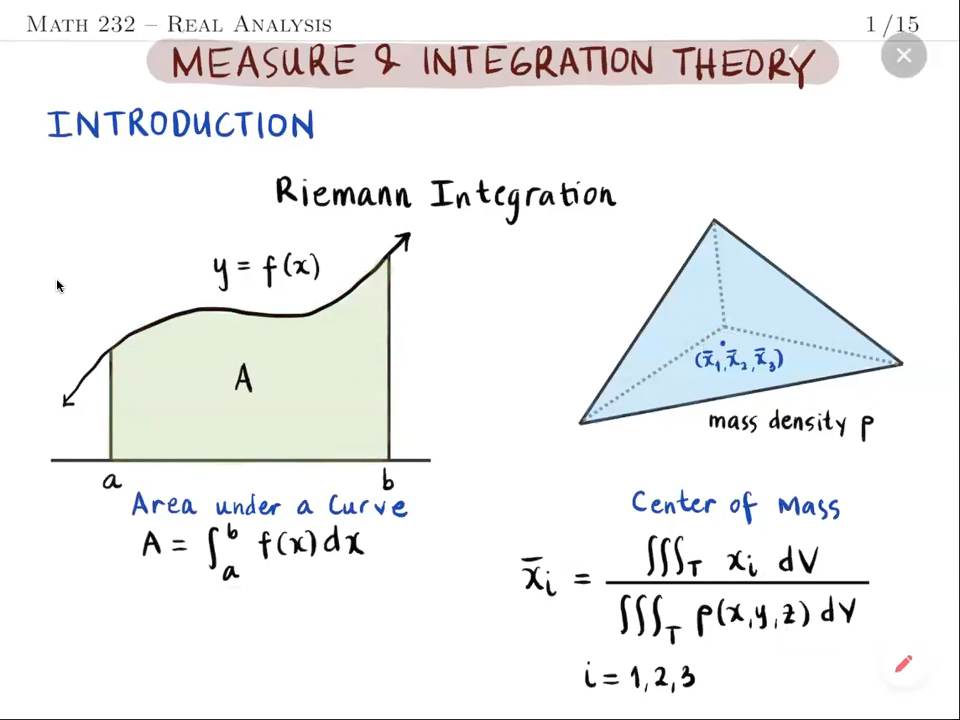 MATH 232 – REAL ANALYSIS 1 / 15
MEASURE & INTEGRATION THEORY
INTRODUCTION
Riemann Integration
y = f(x)
A
a b
Area under a Curve
A = ∫_a^b f(x) dx
(x̄₁, x̄₂, x̄₃)
mass density ρ
Center of Mass
x̄ᵢ = ∭_T xᵢ dV / ∭_T ρ(x,y,z) dV
i = 1, 2, 3